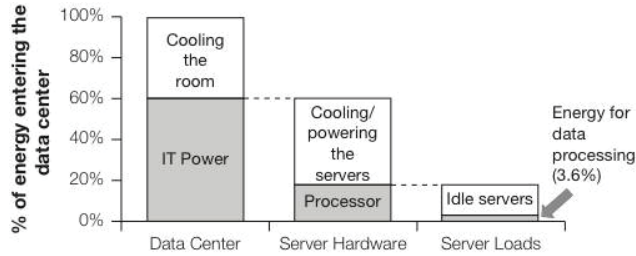 % of energy entering the
data center
100%
80%
60%
40%
20%
0%
Cooling
the
room
IT Power
Cooling/
powering
the
servers
Processor
Idle servers
Energy for
data
processing
(3.6%)
Data Center
Server Hardware
Server Loads